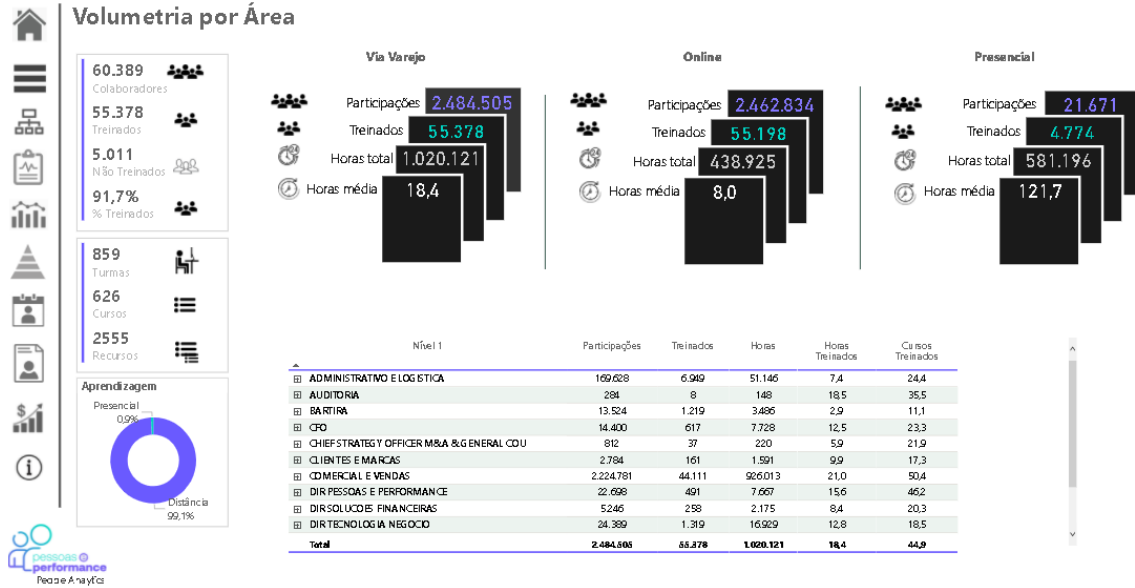 Volumetria por Área
60.389
Colaboradores
55.378
Treinados
5.011
Não Treinados
91,7%
% Treinados
859
Turmas
626
Cursos
2555
Recursos
Aprendizagem
Presencial
0,9%
Distância
99,1%
Via Varejo
Participações 2.484.505
Treinados 55.378
Horas total 1.020.121
Horas média 18,4
Online
Participações 2.462.834
Treinados 55.198
Horas total 438.925
Horas média 8,0
Presencial
Participações 21.671
Treinados 4.774
Horas total 581.196
Horas média 121,7
Nível 1 Participações Treinados Horas Horas Treinados Cursos Treinados
ADMINISTRATIVO E LOGISTICA 169.628 6.949 51.146 7,4 24,4
AUDITORIA 284 8 148 18,5 35,5
BARTIRA 13.524 1.219 3.486 2,9 11,1
CFO 14.400 617 7.728 12,5 23,3
CHIEF STRATEGY OFFICER M&A &GENERAL COU 812 37 220 5,9 21,9
CLIENTES E MARCAS 2.784 161 1.591 9,9 17,3
COMERCIAL E VENDAS 2.224.781 44.111 926.013 21,0 50,4
DIR PESSOAS E PERFORMANCE 22.698 491 7.667 15,6 46,2
DIR SOLUCOES FINANCEIRAS 5.246 258 2.175 8,4 20,3
DIR TECNOLOGIA NEGOCIO 24.389 1.319 16.929 12,8 18,5
Total 2.484.505 55.378 1.020.121 18,4 44,9
pessoas e
performance
People Analytics